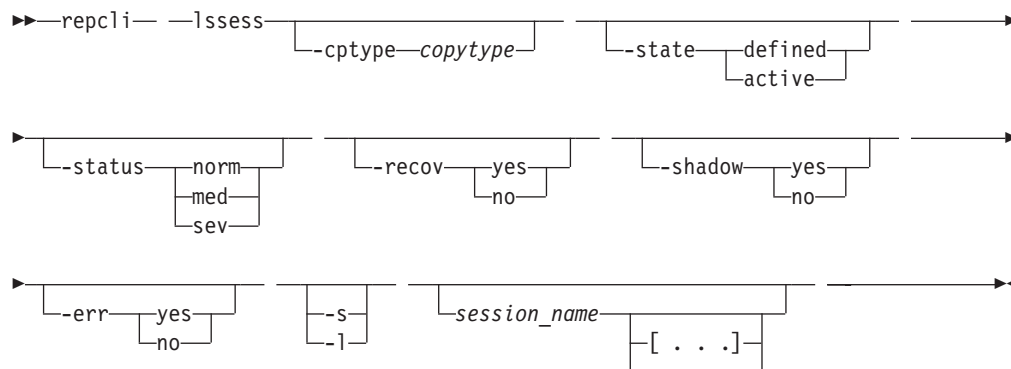 repcli lssess -cptype copytype -state defined
active
-status norm -recov yes -shadow yes
med no no
sev
-err yes -s session_name
no -l [ . . .]